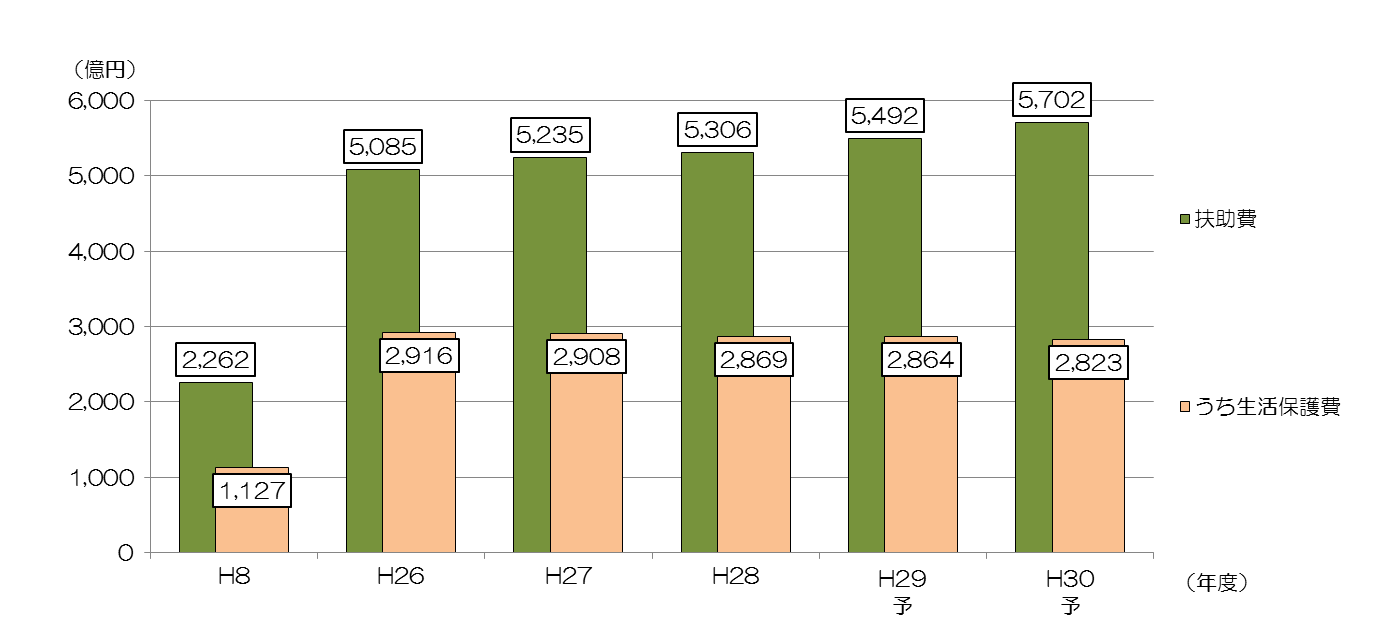 （億円）
6,000
5,000
4,000
3,000
2,000
1,000
0
2,262
5,085
5,235
5,306
5,492
5,702
1,127
2,916
2,908
2,869
2,864
2,823
H8
H26
H27
H28
H29
予
H30
予
（年度）
扶助費
うち生活保護費